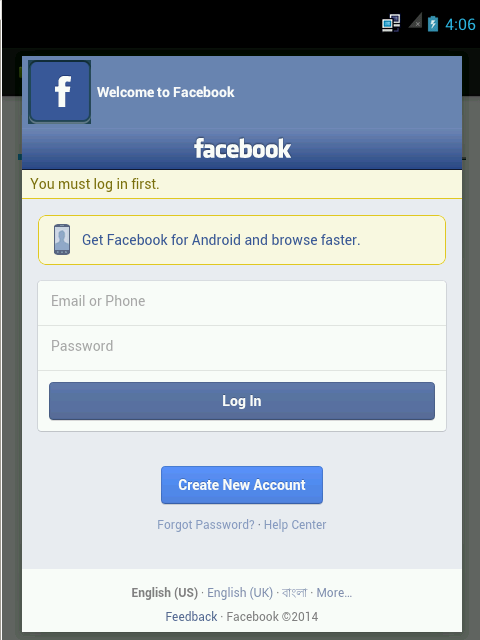 4:06
f
Welcome to Facebook
facebook
You must log in first.
Get Facebook for Android and browse faster.
Email or Phone
Password
Log In
Create New Account
Forgot Password? · Help Center
English (US) · English (UK) · বাংলা · More...
Feedback · Facebook ©2014